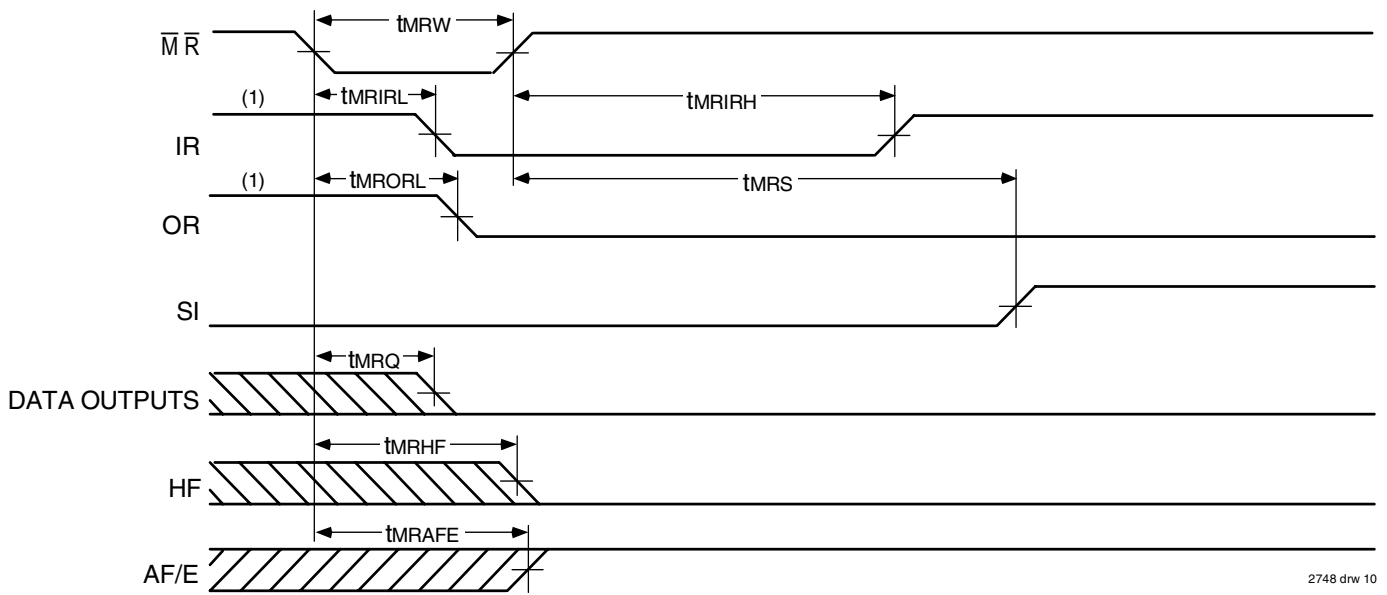 tMRW
M̅R̅
(1)
tMRIRL
tMRIRH
IR
(1)
tMRORL
tMRS
OR
SI
tMRQ
DATA OUTPUTS
tMRHF
HF
tMRAFE
AF/E
2748 drw 10